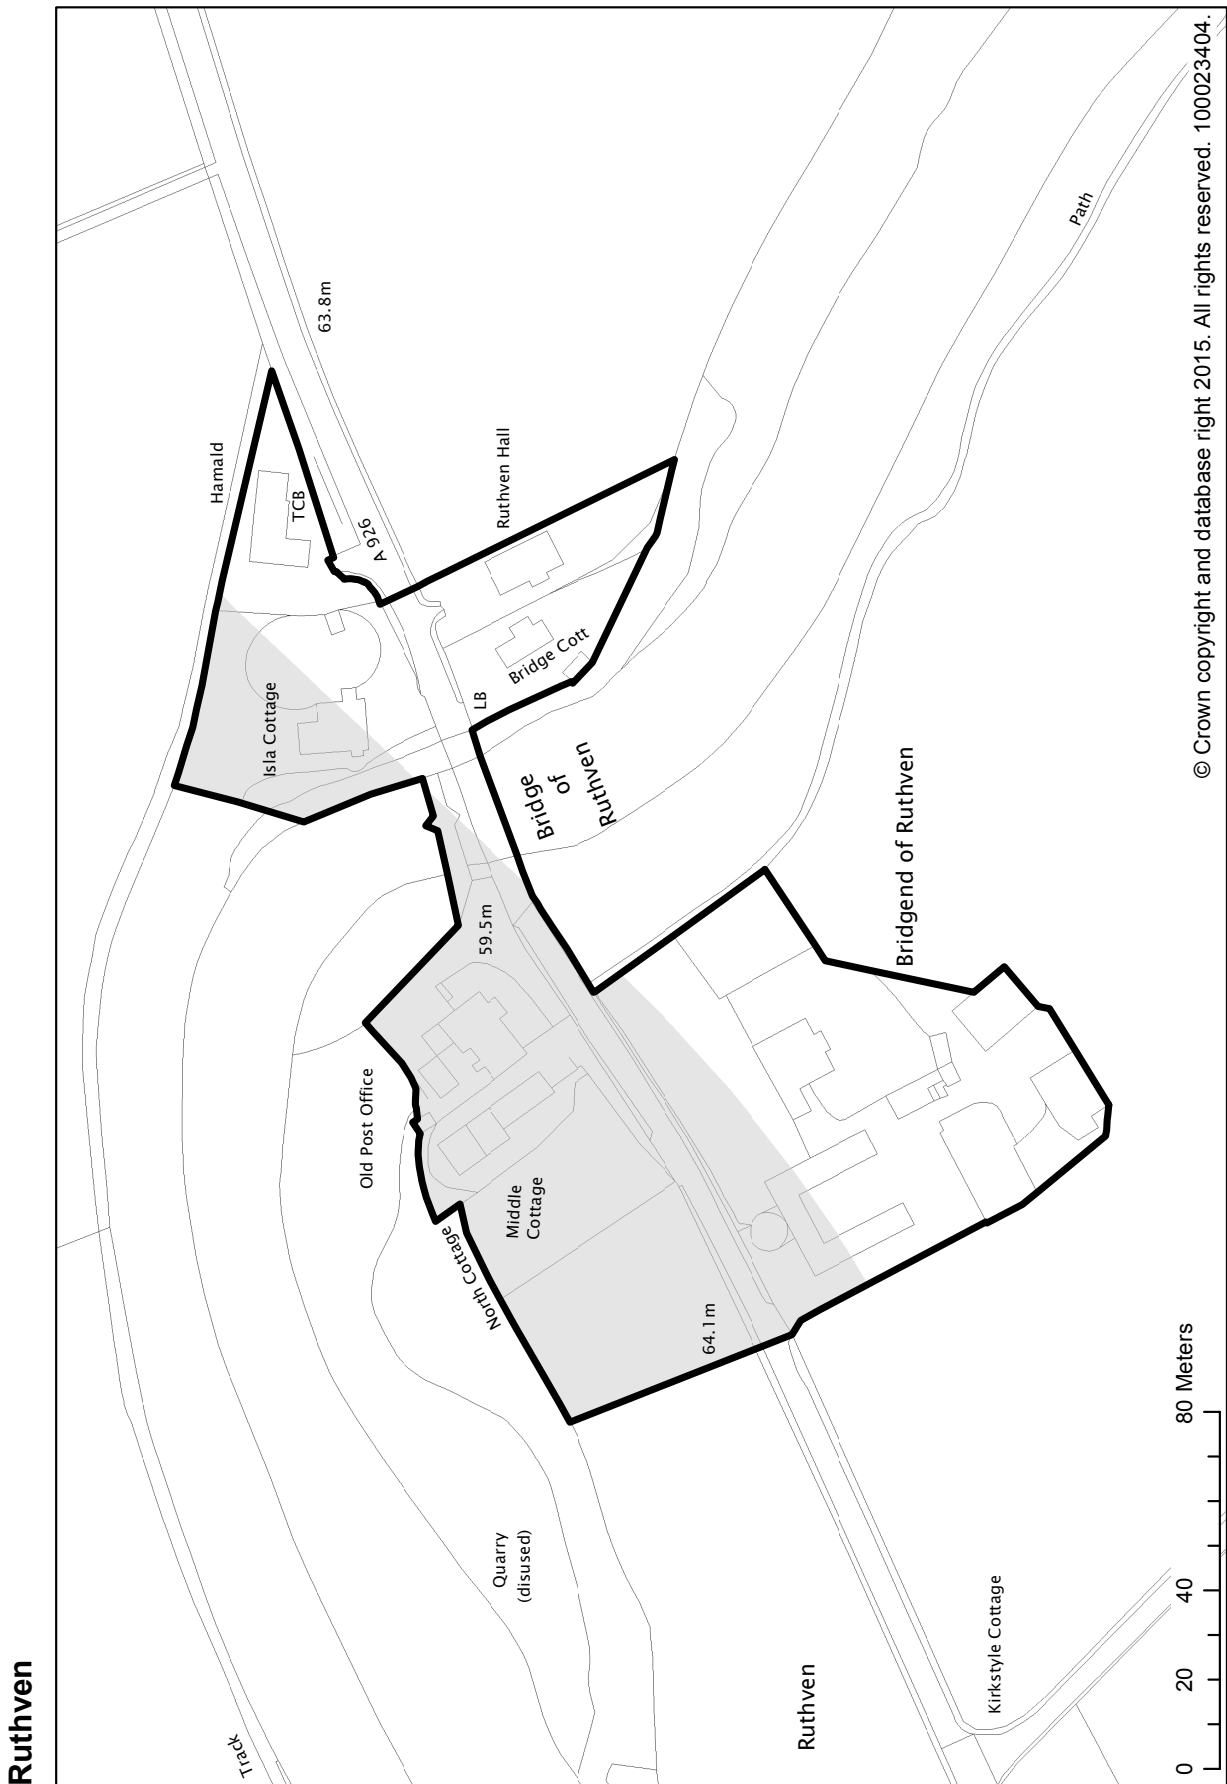 Ruthven
Track
Hamald
TCB
63.8m
A 926
Isla Cottage
Ruthven Hall
Bridge Cott
LB
Bridge
of
Ruthven
59.5m
Old Post Office
Middle
Cottage
North Cottage
64.1m
Quarry
(disused)
Bridgend of Ruthven
Path
Ruthven
Kirkstyle Cottage
0 20 40 80 Meters
© Crown copyright and database right 2015. All rights reserved. 100023404.